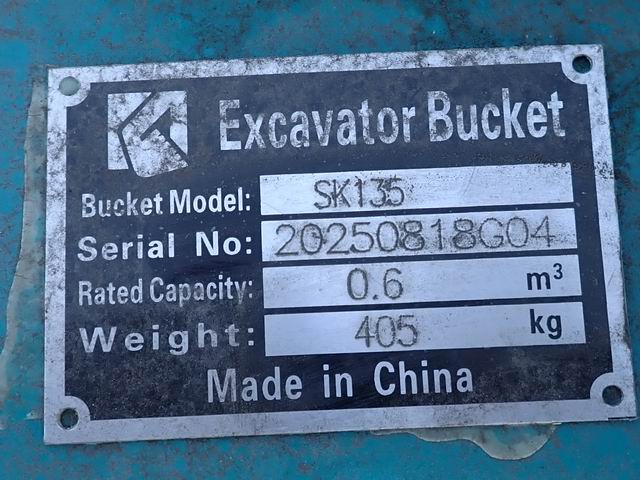 Excavator Bucket
Bucket Model: SK135
Serial No: 20250818G04
Rated Capacity: 0.6 m³
Weight: 405 kg
Made in China